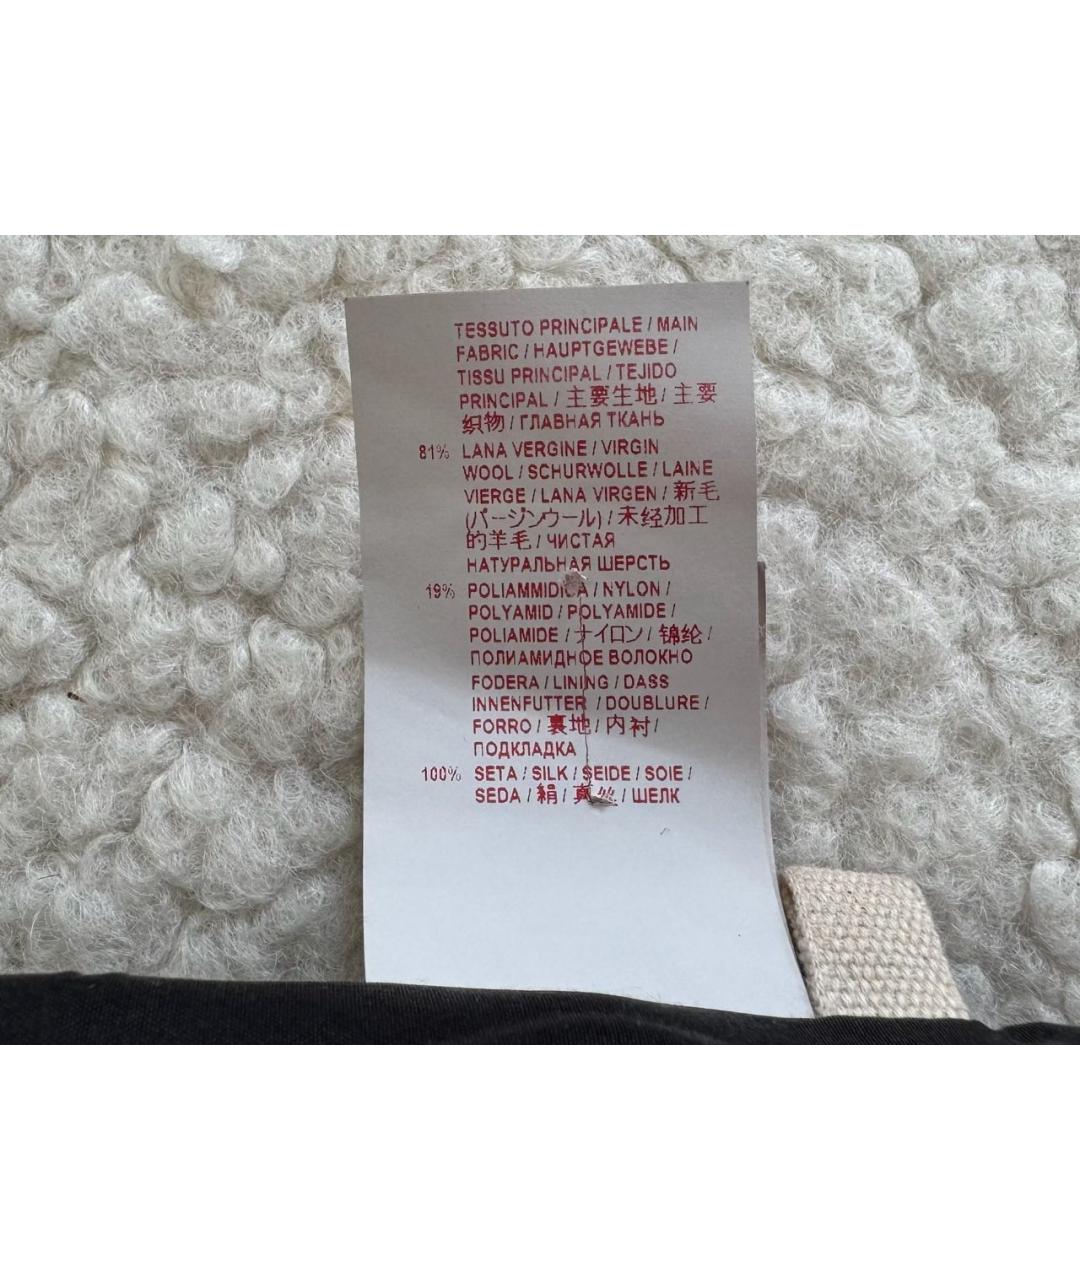 TESSUTO PRINCIPALE / MAIN
FABRIC / HAUPTGEWEBE /
TISSU PRINCIPAL / TEJIDO
PRINCIPAL / 主要生地 / 主要
织物 / ГЛАВНАЯ ТКАНЬ
81% LANA VERGINE / VIRGIN
WOOL / SCHURWOLLE / LAINE
VIERGE / LANA VIRGEN / 新毛
(バージンウール) / 未经加工
的羊毛 / ЧИСТАЯ
НАТУРАЛЬНАЯ ШЕРСТЬ
19% POLIAMMIDICA / NYLON /
POLYAMID / POLYAMIDE /
POLIAMIDE / ナイロン / 锦纶 /
ПОЛИАМИДНОЕ ВОЛОКНО
FODERA / LINING / DASS
INNENFUTTER / DOUBLURE /
FORRO / 裏地 / 内衬 /
ПОДКЛАДКА
100% SETA / SILK / SEIDE / SOIE /
SEDA / 絹 / 真丝 / ШЕЛК